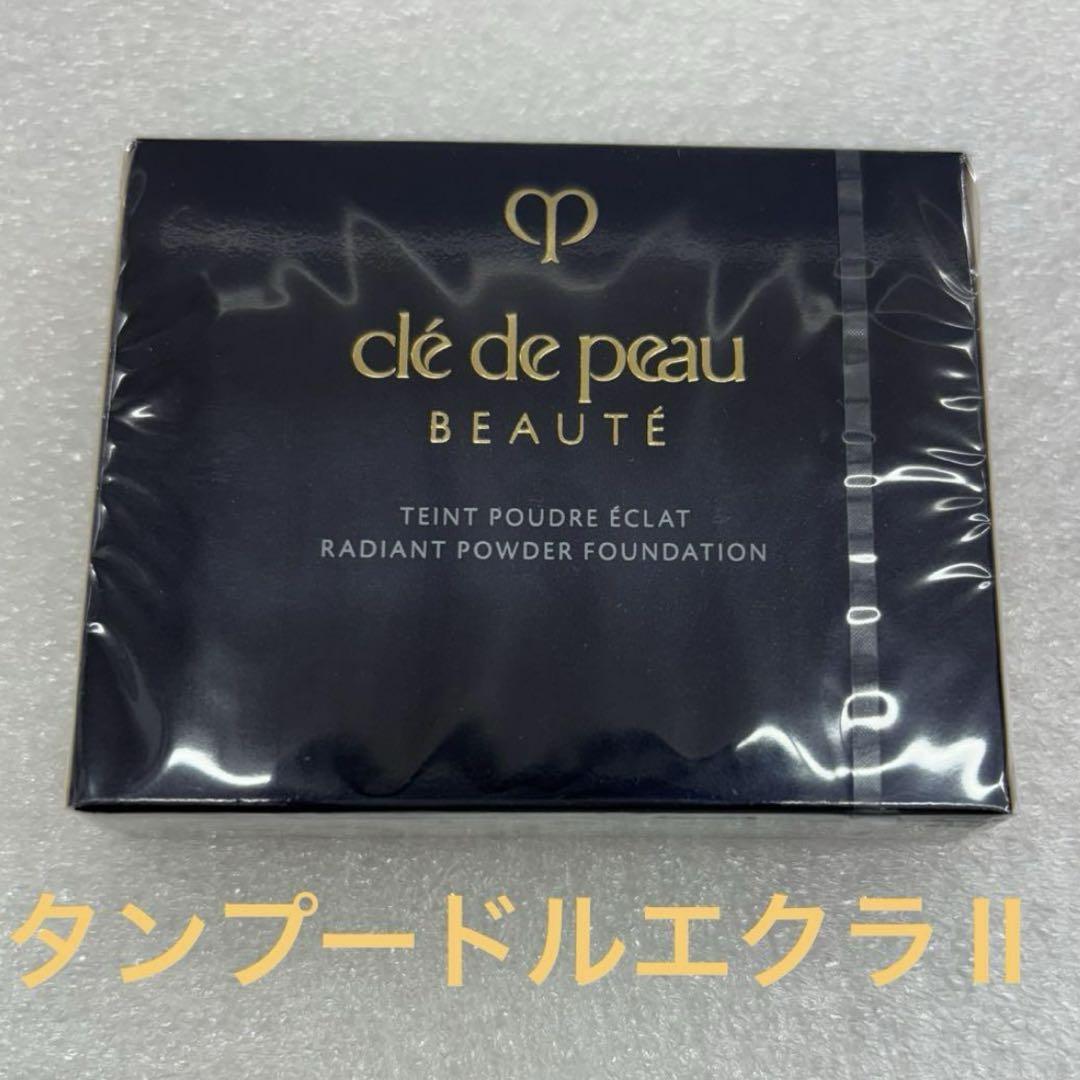 clé de peau
BEAUTÉ
TEINT POUDRE ÉCLAT
RADIANT POWDER FOUNDATION
タンプードルエクラⅡ